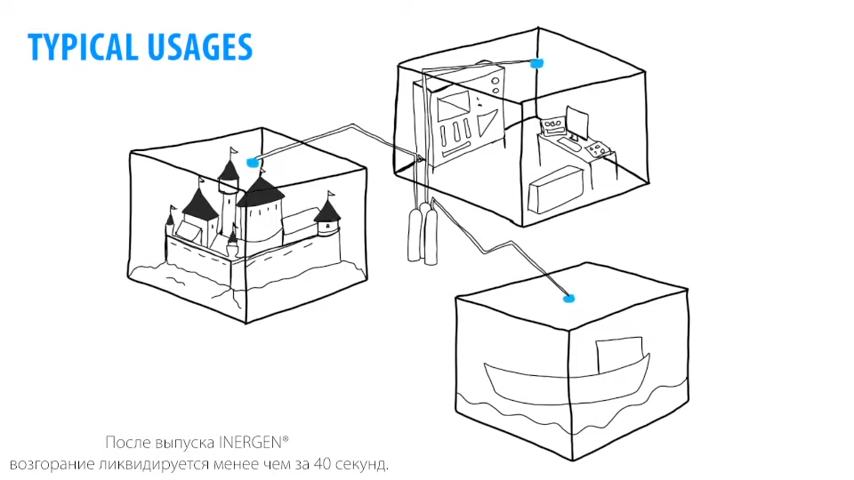 TYPICAL USAGES
После выпуска INERGEN®
возгорание ликвидируется менее чем за 40 секунд.